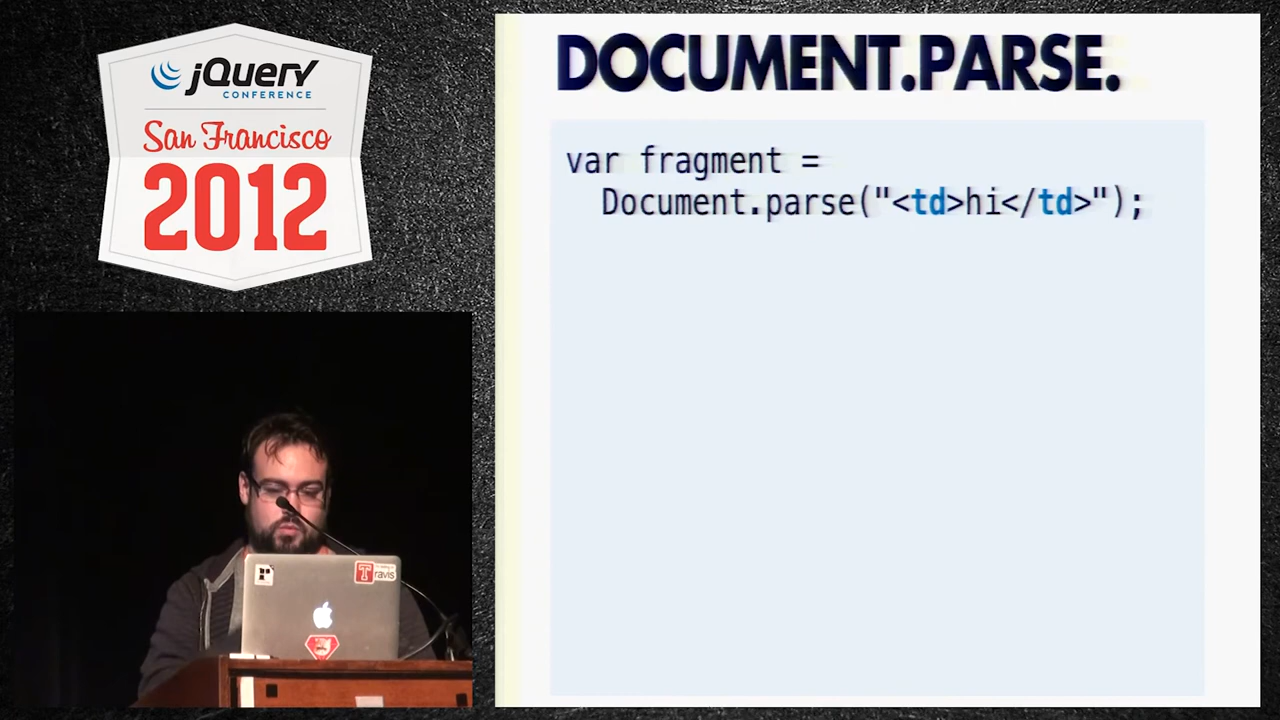 jQuery
CONFERENCE
San Francisco
2012
DOCUMENT.PARSE.
var fragment =
Document.parse("<td>hi</td>");
Travis